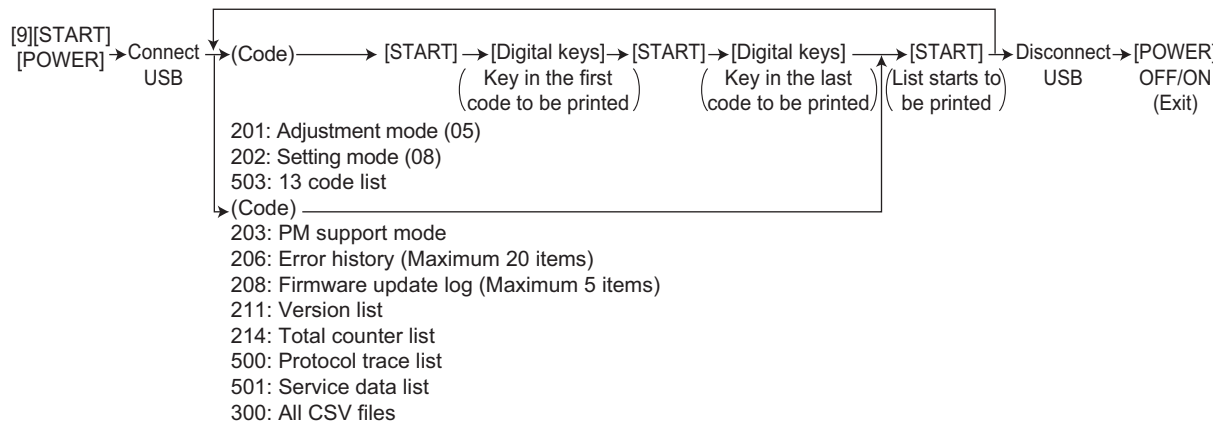 [9][START]
[POWER]
Connect
USB
(Code)
[START]
[Digital keys]
(Key in the first
code to be printed)
[START]
[Digital keys]
(Key in the last
code to be printed)
[START]
(List starts to
be printed)
Disconnect
USB
[POWER]
OFF/ON
(Exit)
201: Adjustment mode (05)
202: Setting mode (08)
503: 13 code list
(Code)
203: PM support mode
206: Error history (Maximum 20 items)
208: Firmware update log (Maximum 5 items)
211: Version list
214: Total counter list
500: Protocol trace list
501: Service data list
300: All CSV files